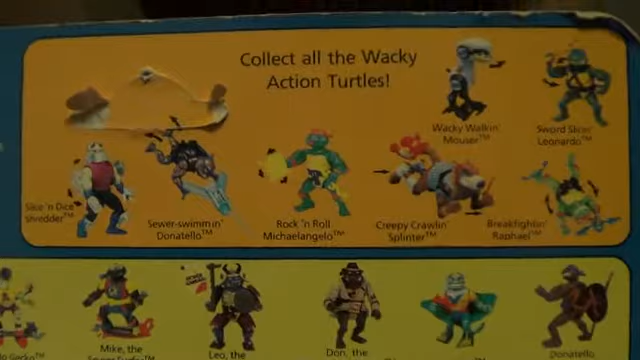 Collect all the Wacky
Action Turtles!
Wacky Walkin'
Mouser™
Sword Slicin'
Leonardo™
Slice 'n Dice
Shredder™
Sewer-swimmin'
Donatello™
Rock 'n Roll
Michaelangelo™
Creepy Crawlin'
Splinter™
Breakfightin'
Raphael™
Mike, the
Leo, the
Don, the
Donatello